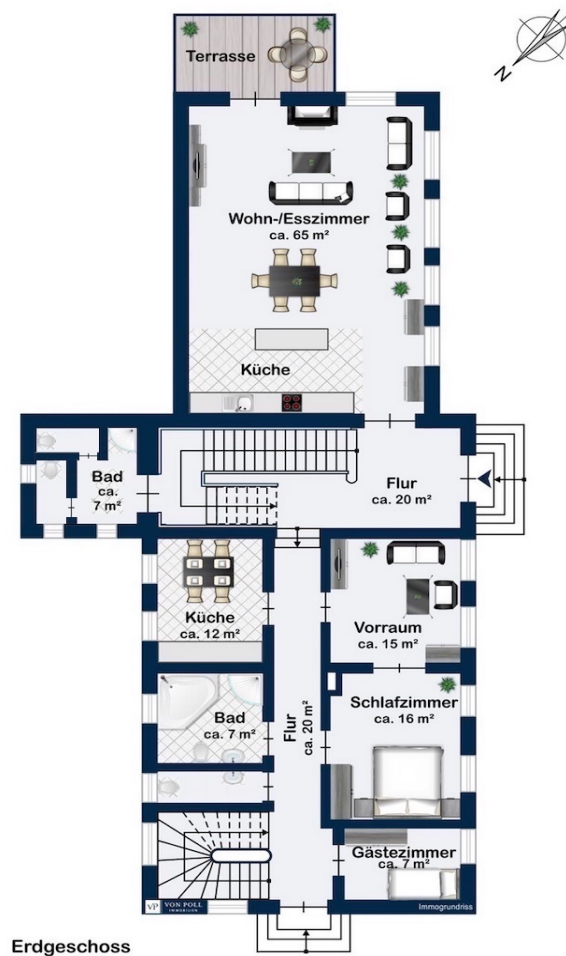 Terrasse
N
Wohn-/Esszimmer
ca. 65 m²
Küche
Bad
ca.
7 m²
Flur
ca. 20 m²
Küche
ca. 12 m²
Vorraum
ca. 15 m²
Bad
ca. 7 m²
Flur
ca. 20 m²
Schlafzimmer
ca. 16 m²
Gästezimmer
ca. 7 m²
VP VON POLL
IMMOBILIEN
Immogrundriss
Erdgeschoss